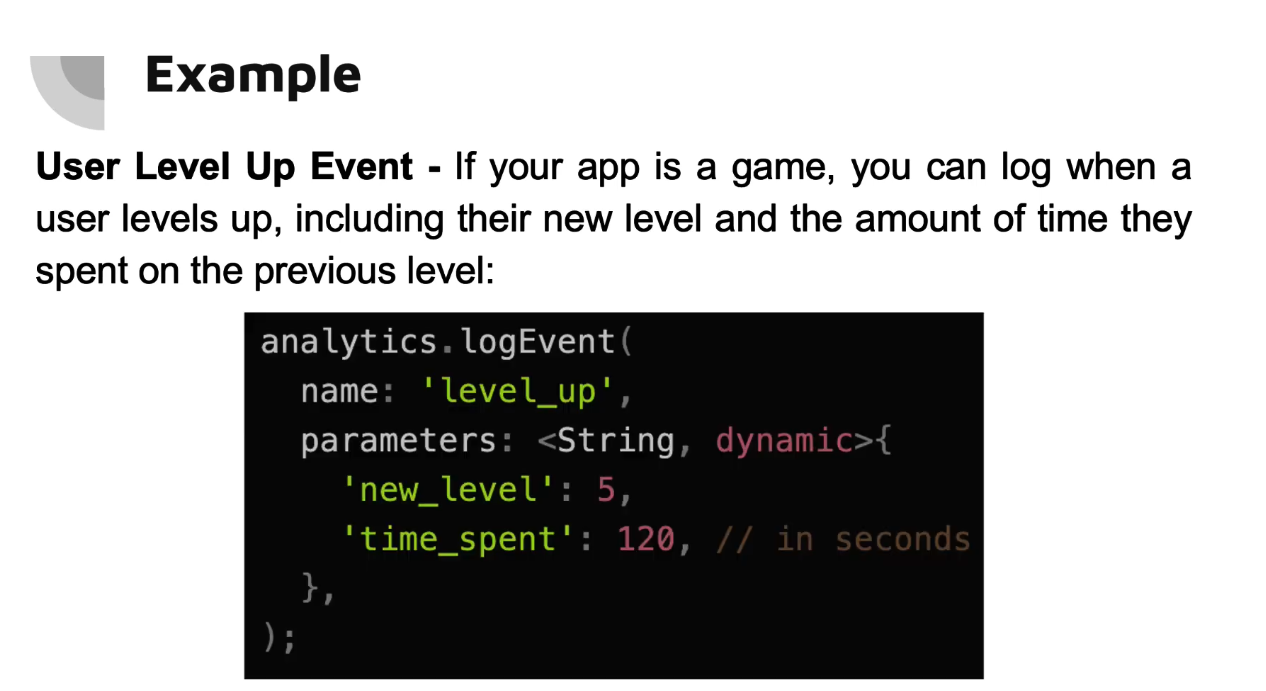 Example
User Level Up Event - If your app is a game, you can log when a
user levels up, including their new level and the amount of time they
spent on the previous level:
analytics.logEvent(
  name: 'level_up',
  parameters: <String, dynamic>{
    'new_level': 5,
    'time_spent': 120, // in seconds
  },
);